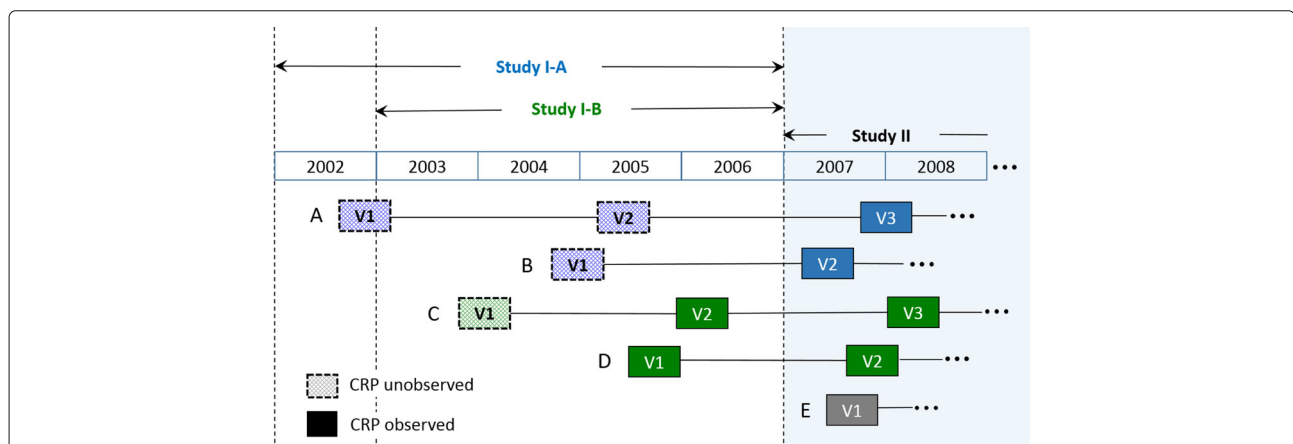 Study I-A
Study I-B
Study II
2002 2003 2004 2005 2006 2007 2008 •••
A V1 V2 V3 •••
B V1 V2 •••
C V1 V2 V3 •••
D V1 V2 •••
E V1 •••
CRP unobserved
CRP observed